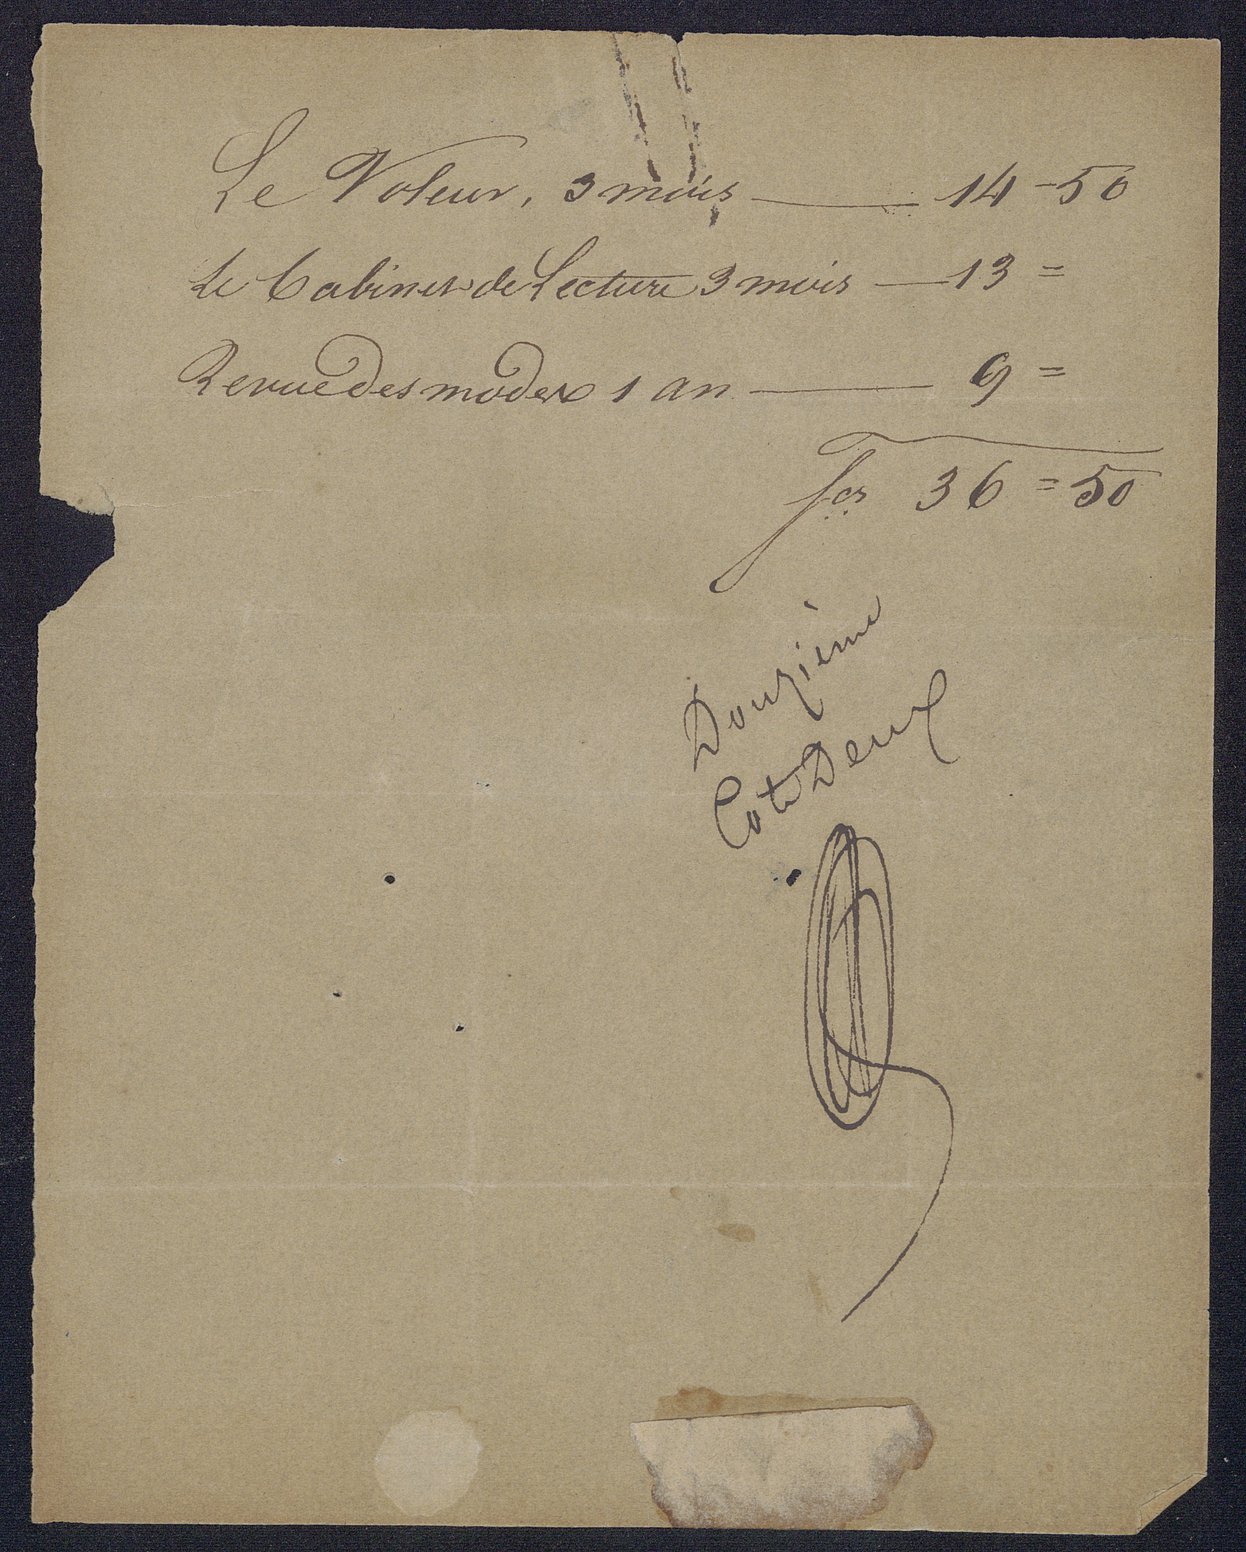 Le Voleur, 3 mois — 14 - 50
Le Cabinet de Lecture 3 mois — 13 =
Revue des modes 1 an — 9 =
fcs 36 = 50
Douzième
Cote Deux